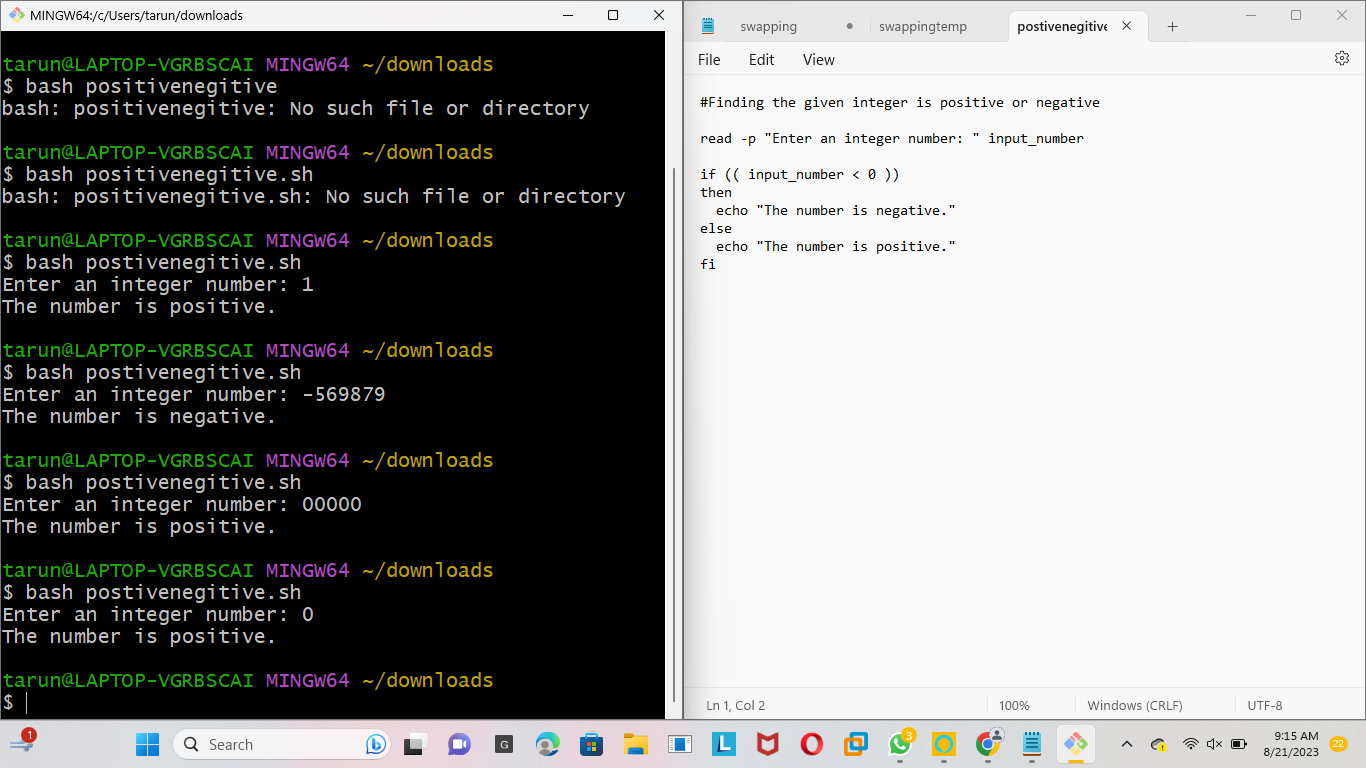 MINGW64:/c/Users/tarun/downloads
tarun@LAPTOP-VGRBSCAI MINGW64 ~/downloads
$ bash positivenegitive
bash: positivenegitive: No such file or directory
tarun@LAPTOP-VGRBSCAI MINGW64 ~/downloads
$ bash positivenegitive.sh
bash: positivenegitive.sh: No such file or directory
tarun@LAPTOP-VGRBSCAI MINGW64 ~/downloads
$ bash postivenegitive.sh
Enter an integer number: 1
The number is positive.
tarun@LAPTOP-VGRBSCAI MINGW64 ~/downloads
$ bash postivenegitive.sh
Enter an integer number: -569879
The number is negative.
tarun@LAPTOP-VGRBSCAI MINGW64 ~/downloads
$ bash postivenegitive.sh
Enter an integer number: 00000
The number is positive.
tarun@LAPTOP-VGRBSCAI MINGW64 ~/downloads
$ bash postivenegitive.sh
Enter an integer number: 0
The number is positive.
tarun@LAPTOP-VGRBSCAI MINGW64 ~/downloads
$
swapping swappingtemp postivenegitive
File Edit View
#Finding the given integer is positive or negative
read -p "Enter an integer number: " input_number
if (( input_number < 0 ))
then
  echo "The number is negative."
else
  echo "The number is positive."
fi
Ln 1, Col 2 100% Windows (CRLF) UTF-8
1
Search
G
L
3
9:15 AM
8/21/2023
22